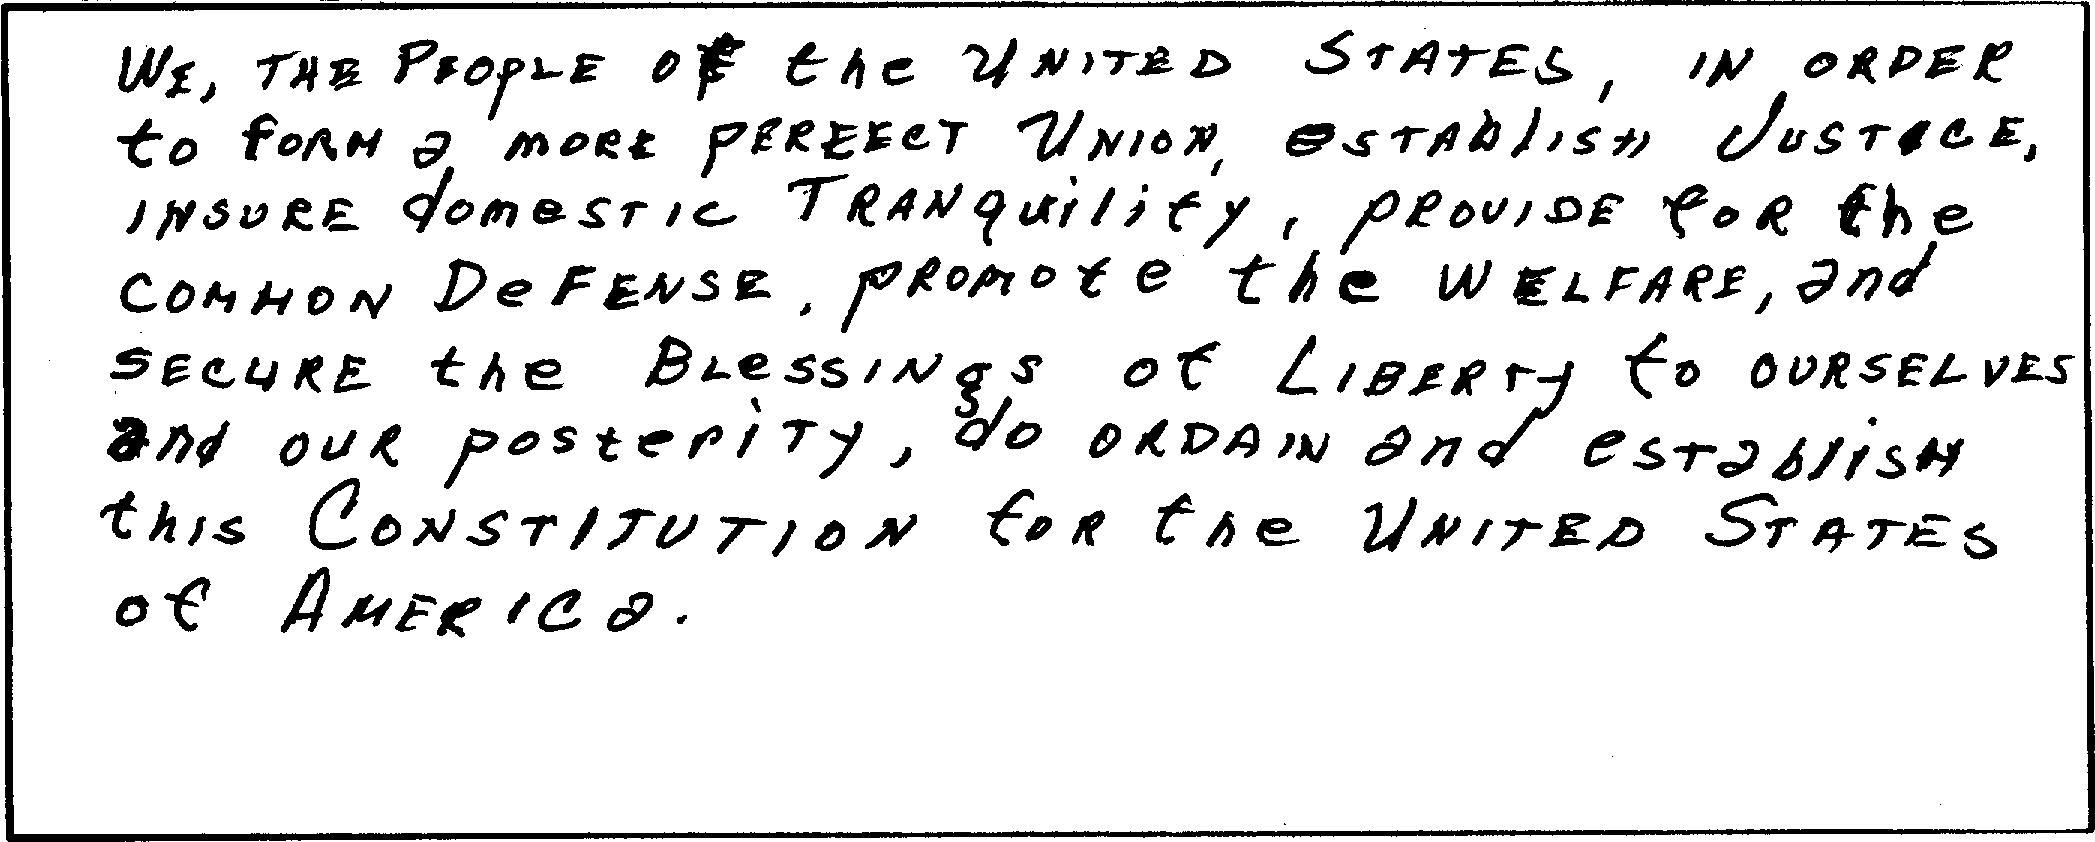 WE, THE PEOPLE of the UNITED STATES, IN ORDER
to FORM a MORE PERFECT UNION, ESTABLISH JUSTICE,
INSURE domestic TRANquility, PROVIDE for the
COMMON DeFENSE, PROMOTE the WELFARE, and
SECURE the BLESSINgS of LIBERTy to OURSELVES
and OUR posteriTy, do ORDAIN and establisH
this CONSTITUTION for the UNITED STATES
of AMERICa.